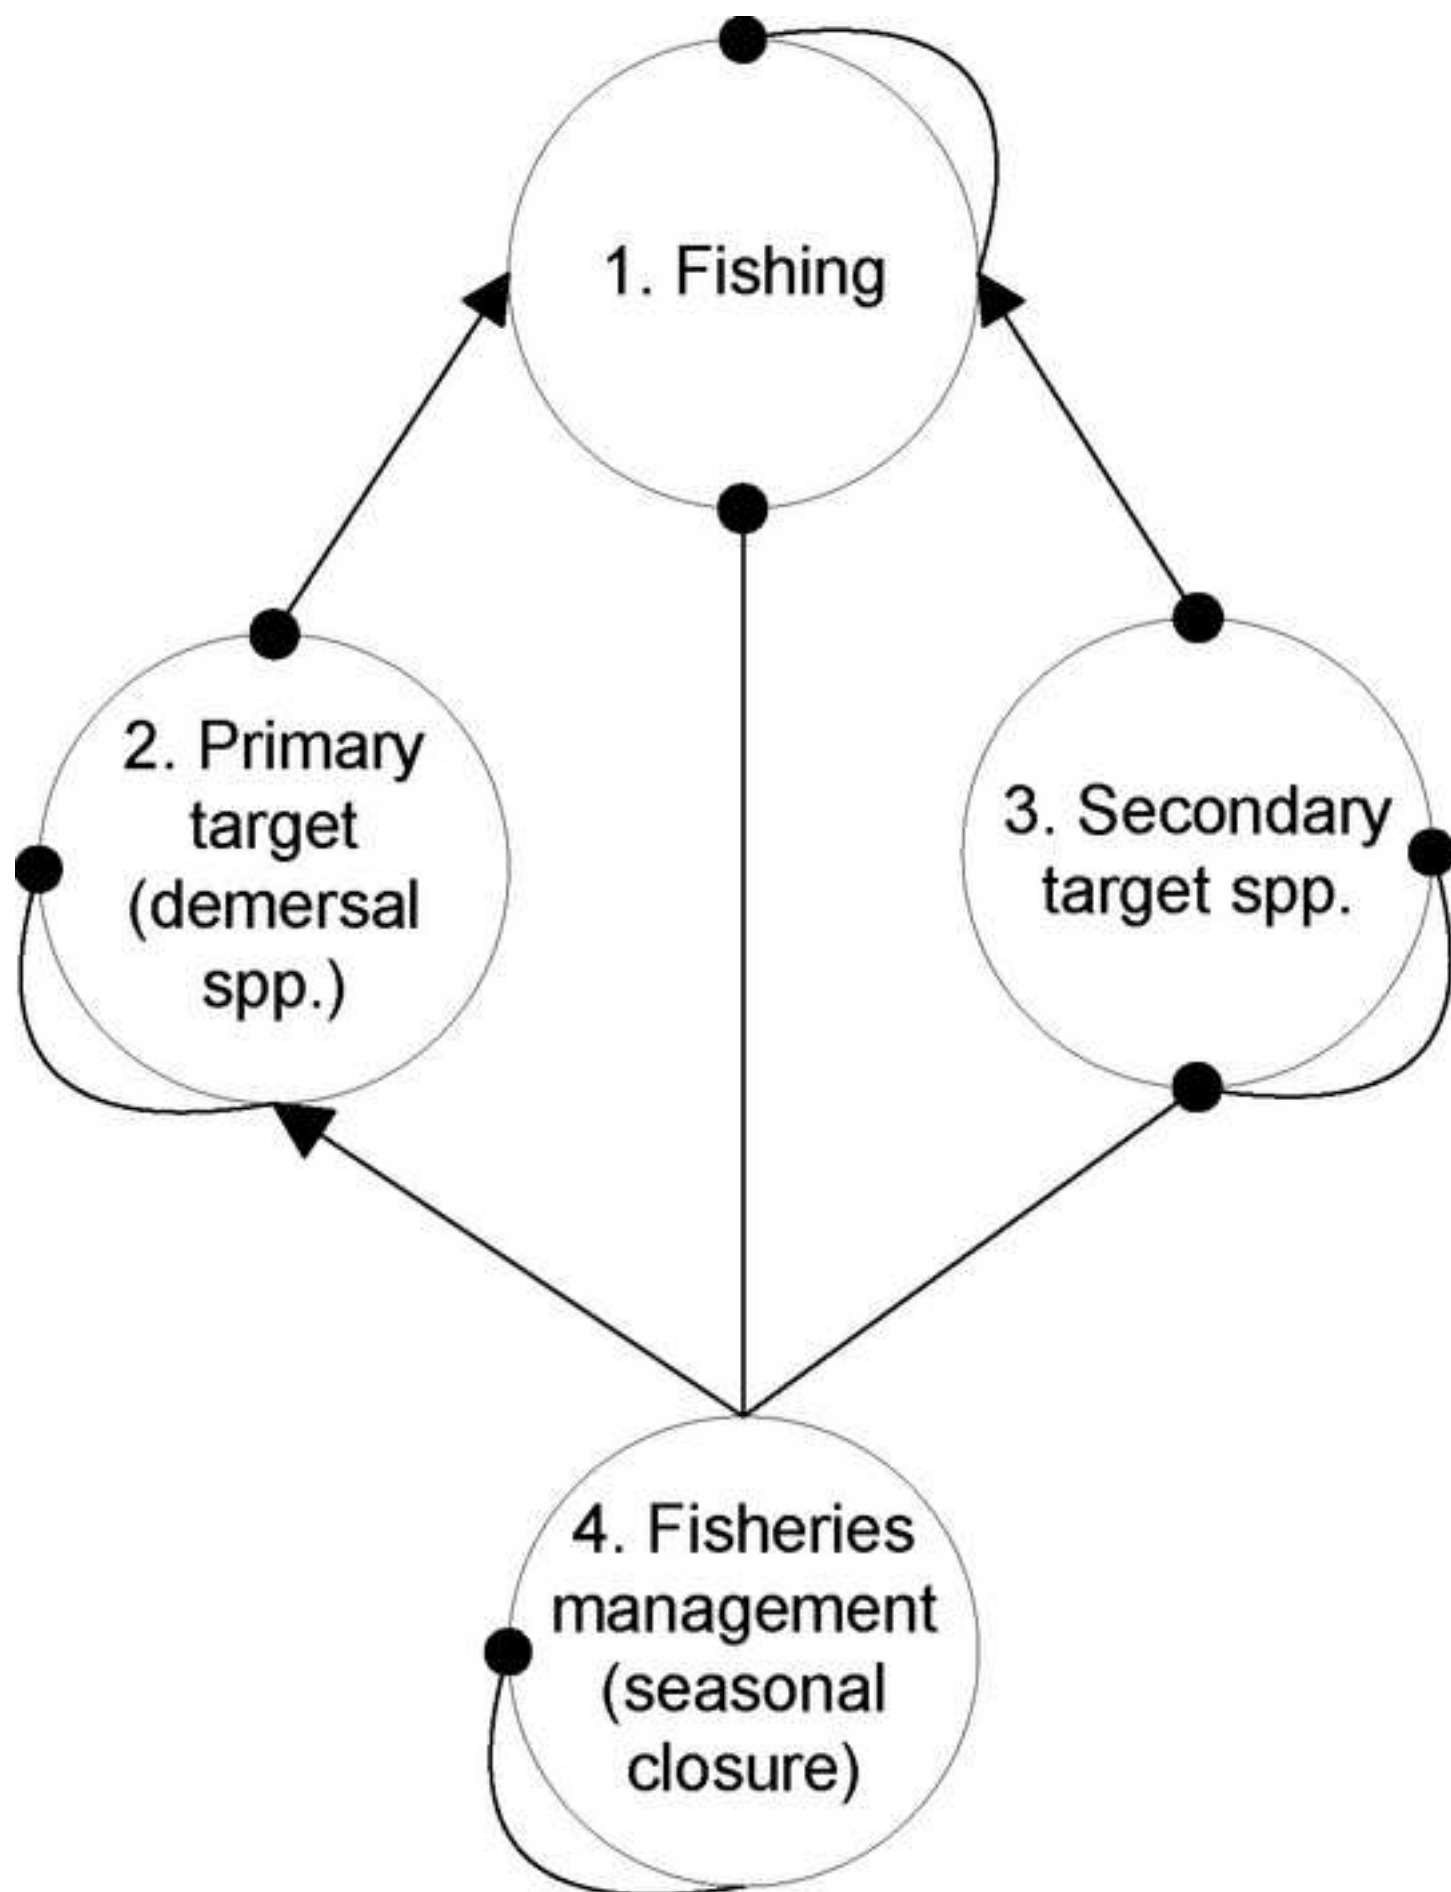 1. Fishing
2. Primary
target
(demersal
spp.)
3. Secondary
target spp.
4. Fisheries
management
(seasonal
closure)